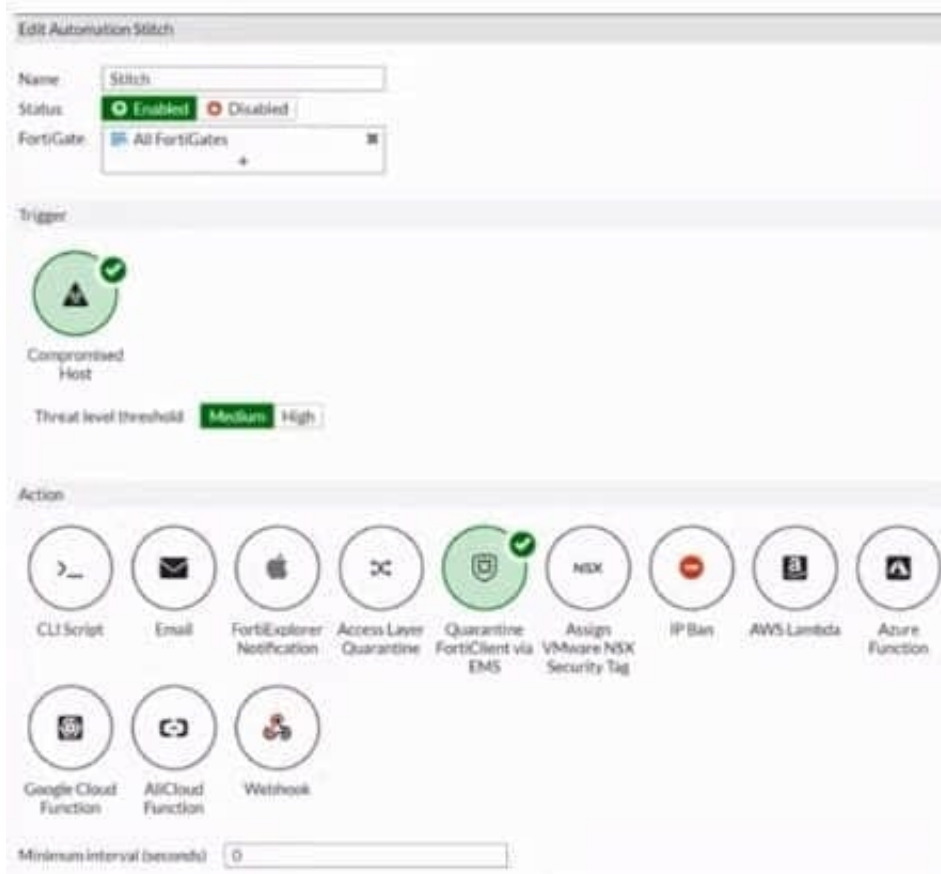 Edit Automation Stitch
Name Stitch
Status Enabled Disabled
FortiGate All FortiGates
+
Trigger
Compromised
Host
Threat level threshold Medium High
Action
>_ NSX a
CLI Script Email FortiExplorer Access Layer Quarantine Assign IP Ban AWS Lambda Azure
Notification Quarantine FortiClient via VMware NSX Function
EMS Security Tag
Google Cloud AliCloud Webhook
Function Function
Minimum interval (seconds) 0